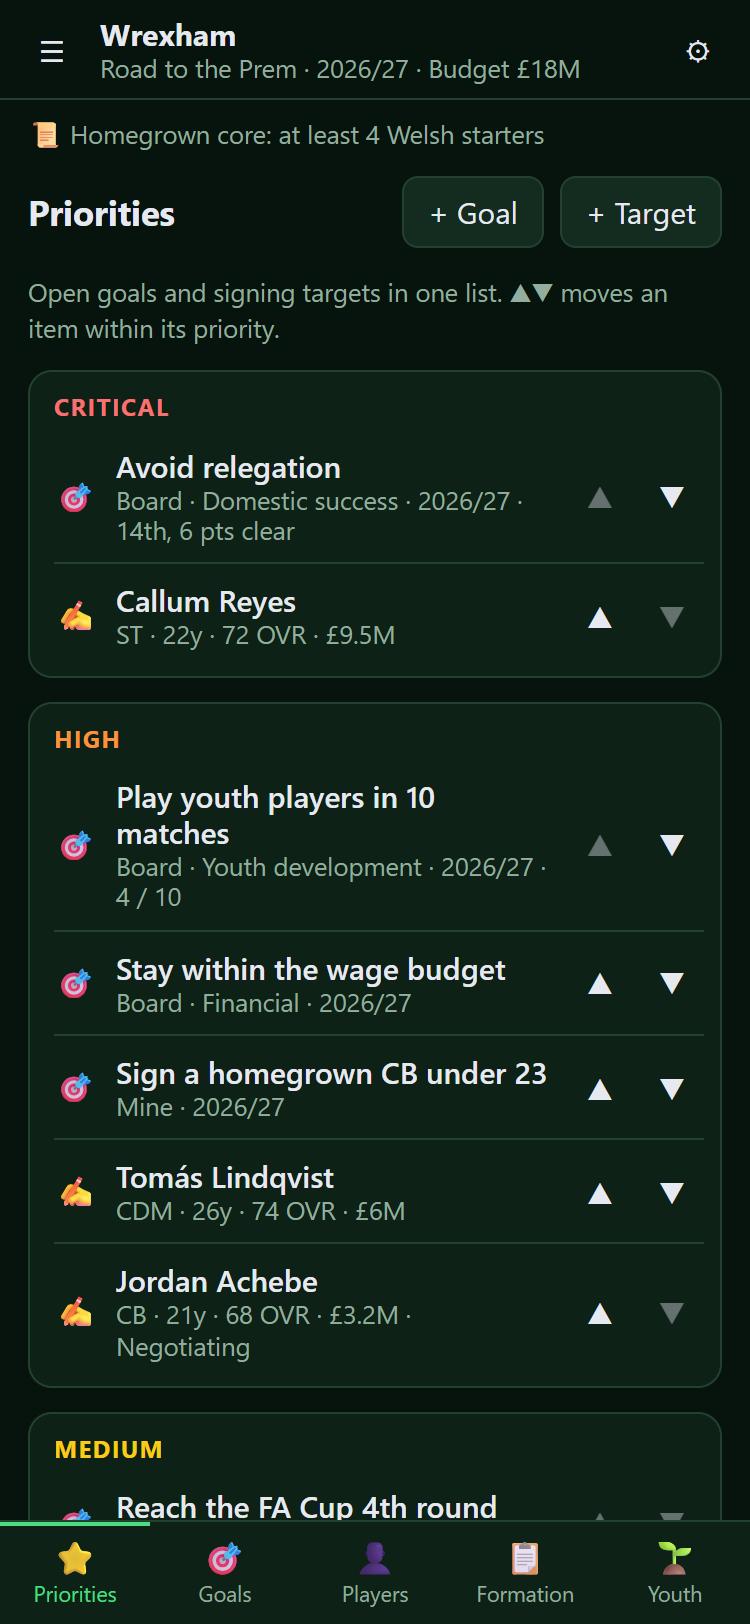 Wrexham
Road to the Prem · 2026/27 · Budget £18M
Homegrown core: at least 4 Welsh starters
Priorities
+ Goal
+ Target
Open goals and signing targets in one list. ▲▼ moves an
item within its priority.
CRITICAL
Avoid relegation
Board · Domestic success · 2026/27 ·
14th, 6 pts clear
Callum Reyes
ST · 22y · 72 OVR · £9.5M
HIGH
Play youth players in 10
matches
Board · Youth development · 2026/27 ·
4 / 10
Stay within the wage budget
Board · Financial · 2026/27
Sign a homegrown CB under 23
Mine · 2026/27
Tomás Lindqvist
CDM · 26y · 74 OVR · £6M
Jordan Achebe
CB · 21y · 68 OVR · £3.2M ·
Negotiating
MEDIUM
Reach the FA Cup 4th round
Priorities
Goals
Players
Formation
Youth